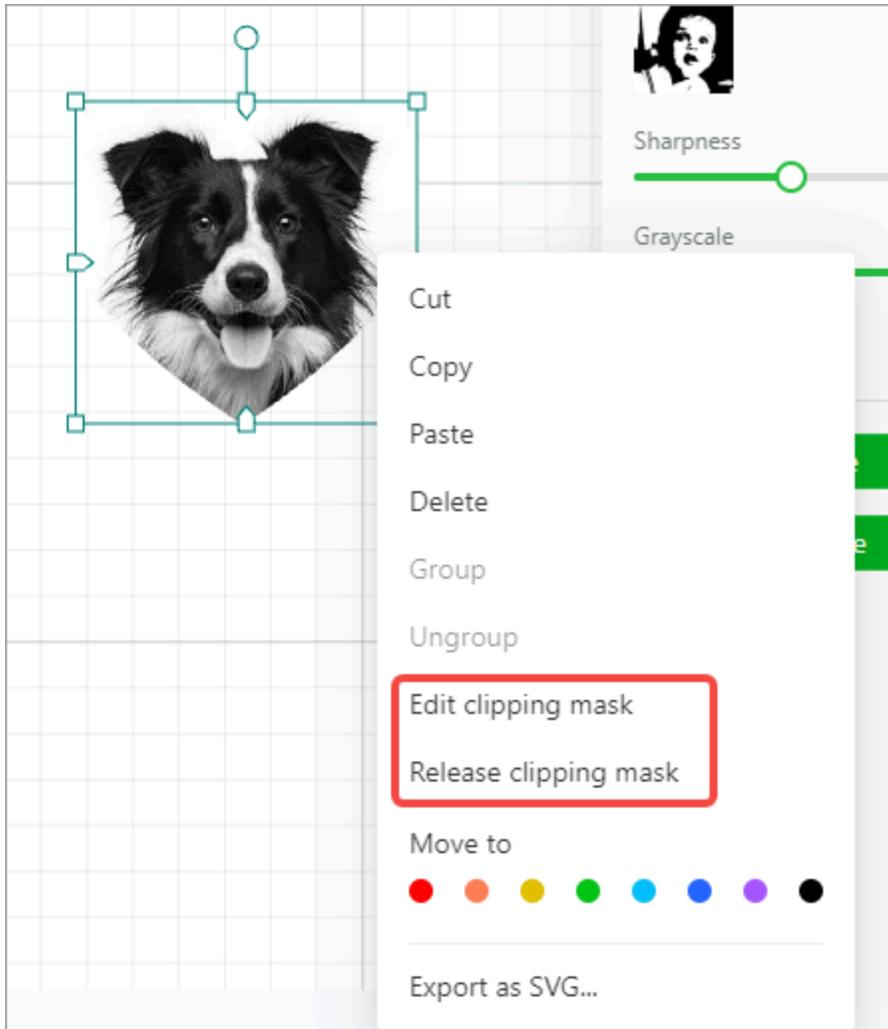 Sharpness
Grayscale
Cut
Copy
Paste
Delete
Group
Ungroup
Edit clipping mask
Release clipping mask
Move to
Export as SVG...
e
e